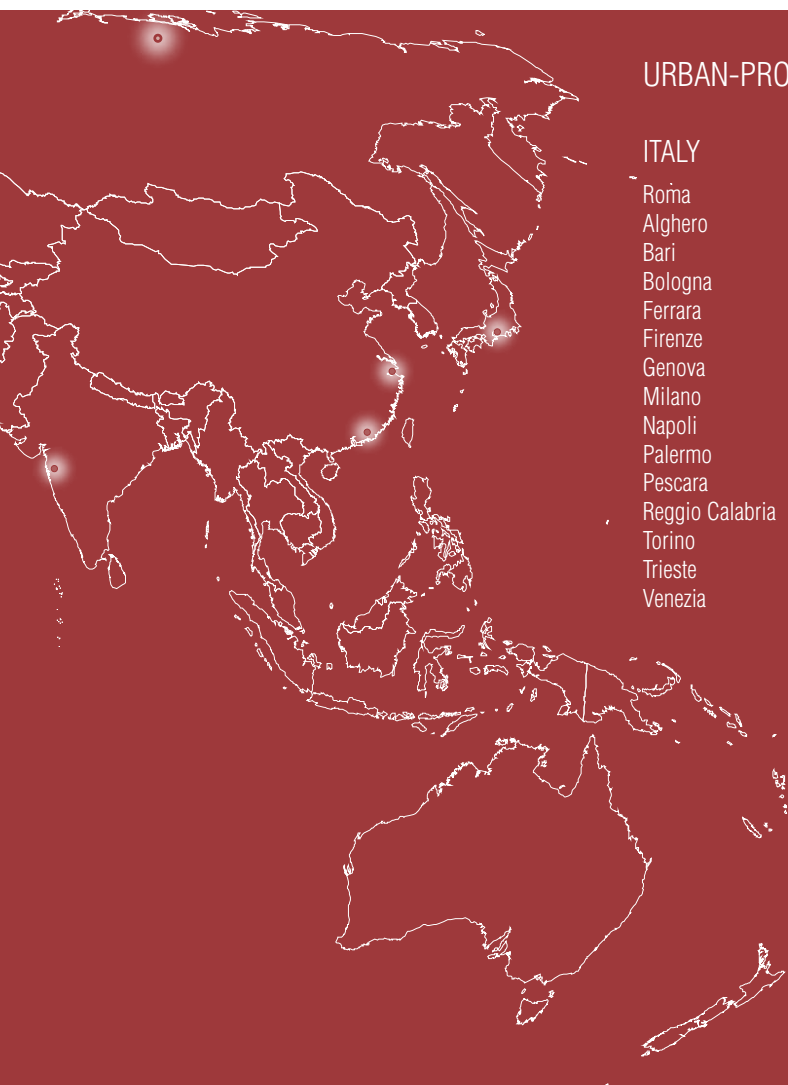 URBAN-PRO
ITALY
Roma
Alghero
Bari
Bologna
Ferrara
Firenze
Genova
Milano
Napoli
Palermo
Pescara
Reggio Calabria
Torino
Trieste
Venezia